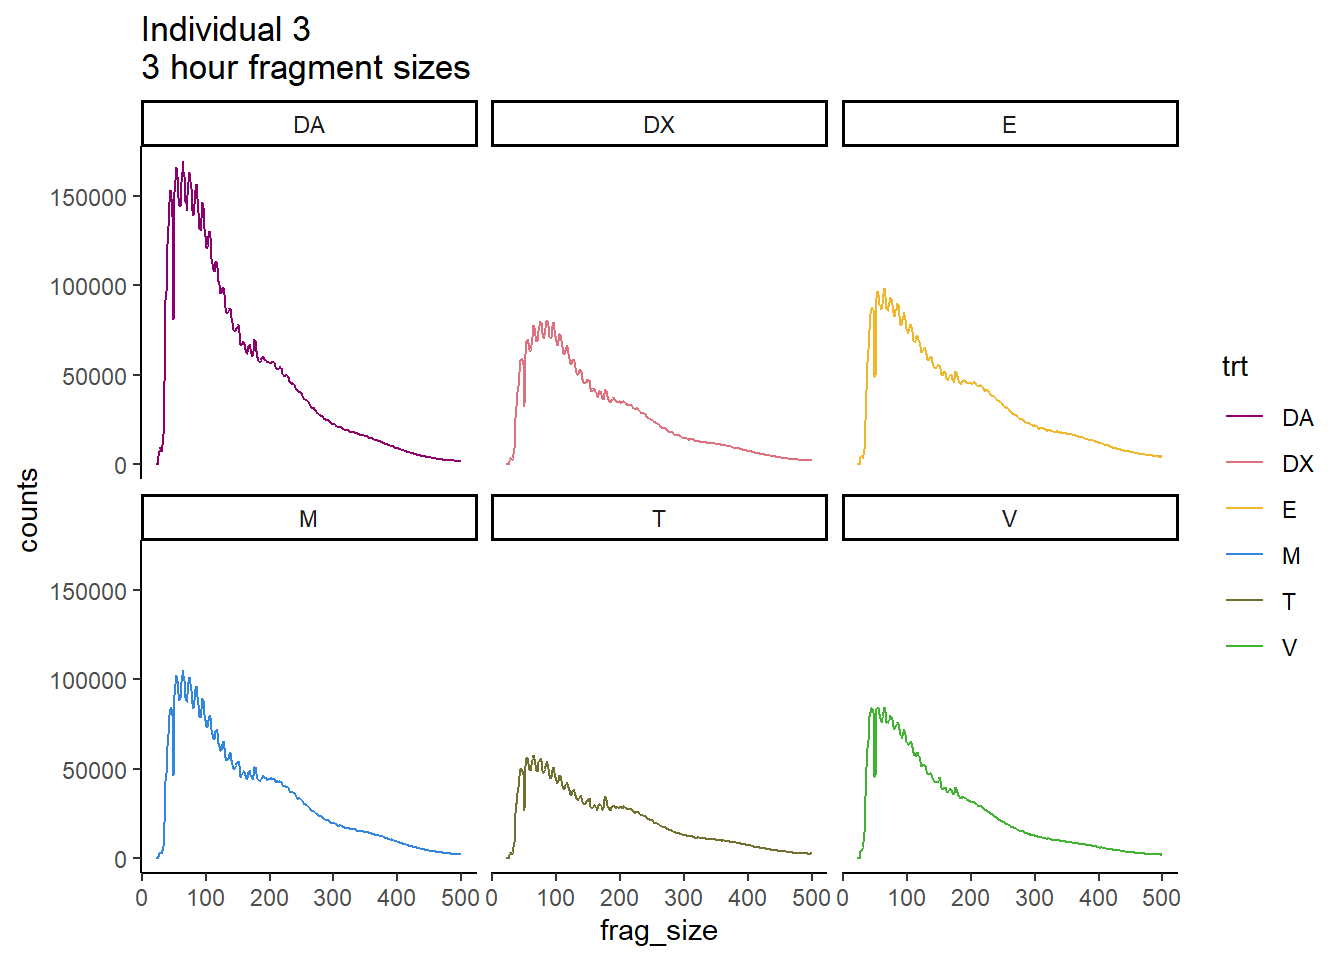 Individual 3
3 hour fragment sizes
DA DX E
150000
100000
50000
0
M T V
150000
100000
50000
0
0 100 200 300 400 500 0 100 200 300 400 500 0 100 200 300 400 500
frag_size
counts
trt
DA
DX
E
M
T
V